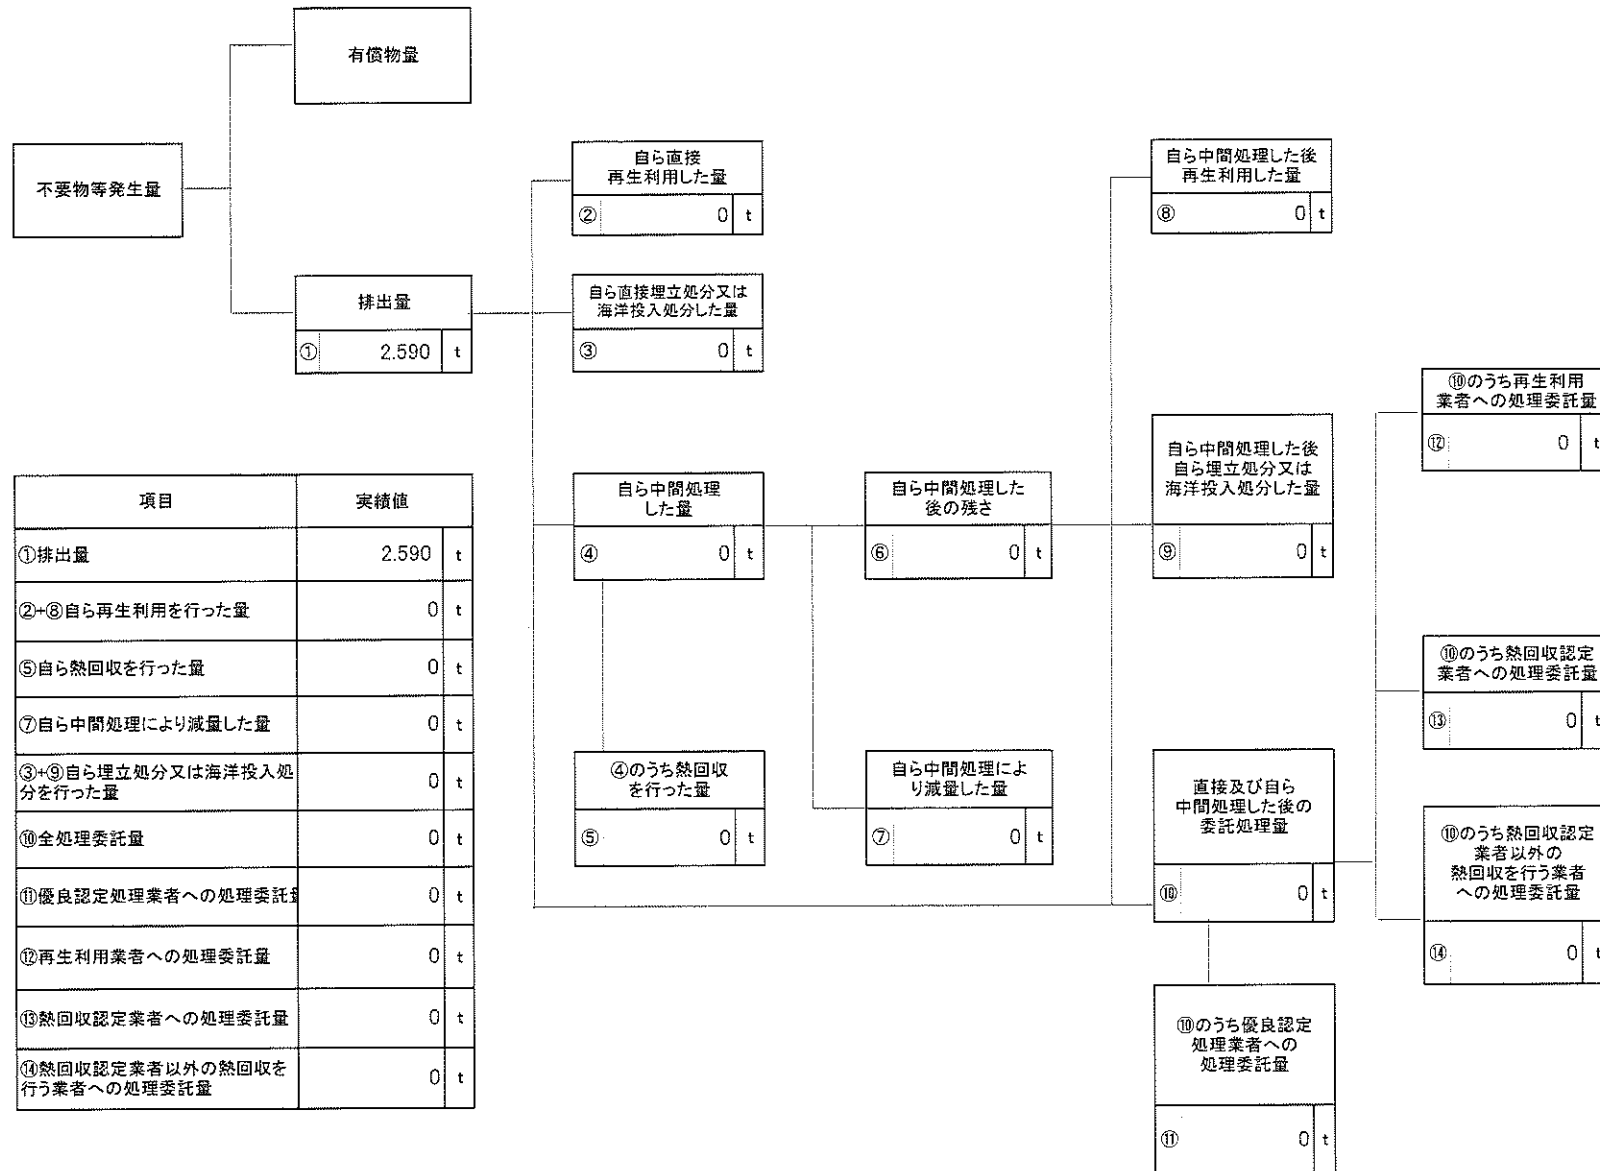 有償物量
不要物等発生量
排出量
① 2.590 t
自ら直接
再生利用した量
② 0 t
自ら直接埋立処分又は
海洋投入処分した量
③ 0 t
自ら中間処理
した量
④ 0 t
④のうち熱回収
を行った量
⑤ 0 t
自ら中間処理した
後の残さ
⑥ 0 t
自ら中間処理によ
り減量した量
⑦ 0 t
自ら中間処理した後
再生利用した量
⑧ 0 t
自ら中間処理した後
自ら埋立処分又は
海洋投入処分した量
⑨ 0 t
直接及び自ら
中間処理した後の
委託処理量
⑩ 0 t
⑩のうち優良認定
処理業者への
処理委託量
⑪ 0 t
⑩のうち再生利用
業者への処理委託量
⑫ 0 t
⑩のうち熱回収認定
業者への処理委託量
⑬ 0 t
⑩のうち熱回収認定
業者以外の
熱回収を行う業者
への処理委託量
⑭ 0 t
項目 実績値
①排出量 2.590 t
②+⑧自ら再生利用を行った量 0 t
⑤自ら熱回収を行った量 0 t
⑦自ら中間処理により減量した量 0 t
③+⑨自ら埋立処分又は海洋投入処
分を行った量 0 t
⑩全処理委託量 0 t
⑪優良認定処理業者への処理委託量 0 t
⑫再生利用業者への処理委託量 0 t
⑬熱回収認定業者への処理委託量 0 t
⑭熱回収認定業者以外の熱回収を
行う業者への処理委託量 0 t